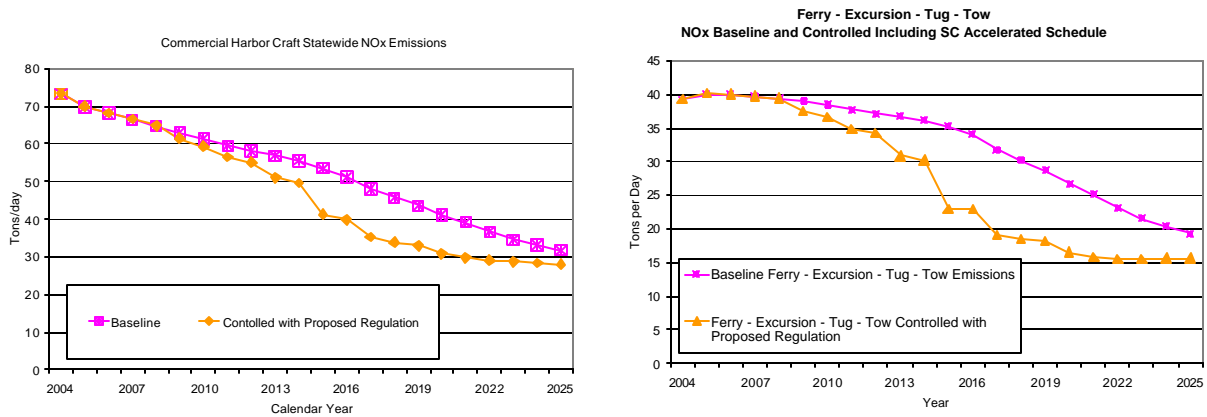 Commercial Harbor Craft Statewide NOx Emissions
80
70
60
50
40
30
20
10
0
Tons/day
2004 2007 2010 2013 2016 2019 2022 2025
Calendar Year
Baseline
Contolled with Proposed Regulation
Ferry - Excursion - Tug - Tow
NOx Baseline and Controlled Including SC Accelerated Schedule
45
40
35
30
25
20
15
10
5
0
Tons per Day
2004 2007 2010 2013 2016 2019 2022 2025
Year
Baseline Ferry - Excursion - Tug - Tow Emissions
Ferry - Excursion - Tug - Tow Controlled with
Proposed Regulation